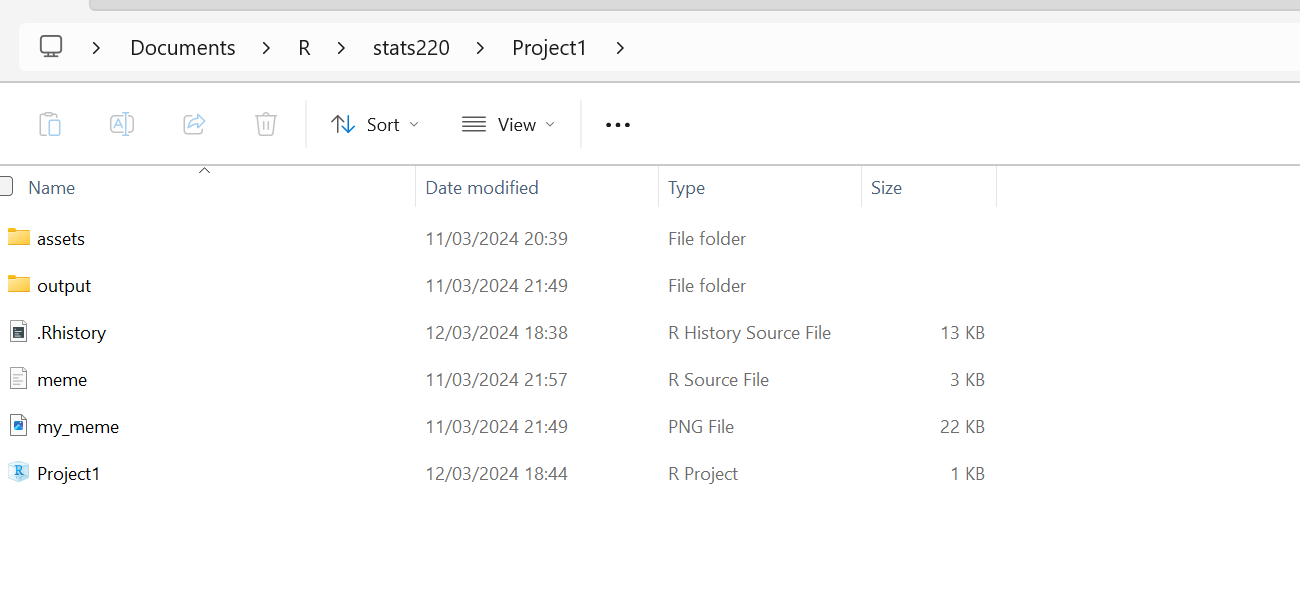 Documents R stats220 Project1
Sort View
Name Date modified Type Size
assets 11/03/2024 20:39 File folder
output 11/03/2024 21:49 File folder
.Rhistory 12/03/2024 18:38 R History Source File 13 KB
meme 11/03/2024 21:57 R Source File 3 KB
my_meme 11/03/2024 21:49 PNG File 22 KB
Project1 12/03/2024 18:44 R Project 1 KB